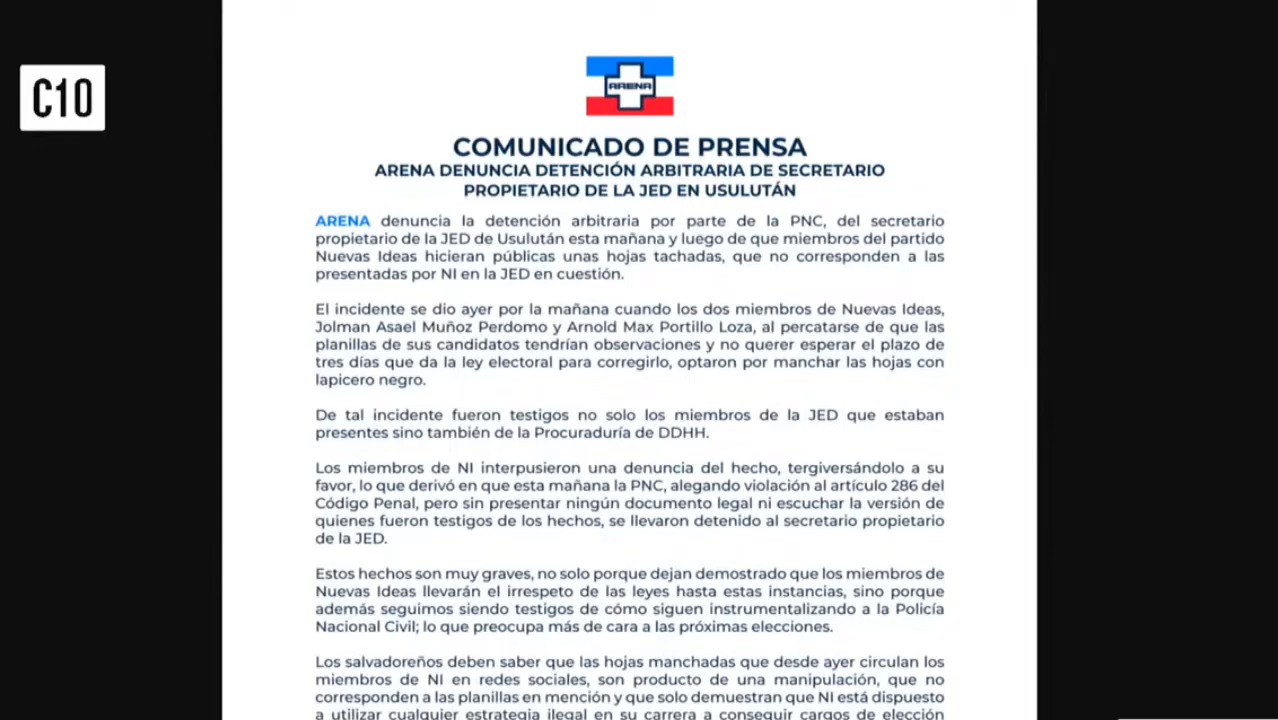 C10
ARENA
COMUNICADO DE PRENSA
ARENA DENUNCIA DETENCIÓN ARBITRARIA DE SECRETARIO
PROPIETARIO DE LA JED EN USULUTÁN
ARENA denuncia la detención arbitraria por parte de la PNC, del secretario
propietario de la JED de Usulután esta mañana y luego de que miembros del partido
Nuevas Ideas hicieran públicas unas hojas tachadas, que no corresponden a las
presentadas por NI en la JED en cuestión.
El incidente se dio ayer por la mañana cuando los dos miembros de Nuevas Ideas,
Jolman Asael Muñoz Perdomo y Arnold Max Portillo Loza, al percatarse de que las
planillas de sus candidatos tendrían observaciones y no querer esperar el plazo de
tres días que da la ley electoral para corregirlo, optaron por manchar las hojas con
lapicero negro.
De tal incidente fueron testigos no solo los miembros de la JED que estaban
presentes sino también de la Procuraduría de DDHH.
Los miembros de NI interpusieron una denuncia del hecho, tergiversándolo a su
favor, lo que derivó en que esta mañana la PNC, alegando violación al artículo 286 del
Código Penal, pero sin presentar ningún documento legal ni escuchar la versión de
quienes fueron testigos de los hechos, se llevaron detenido al secretario propietario
de la JED.
Estos hechos son muy graves, no solo porque dejan demostrado que los miembros de
Nuevas Ideas llevarán el irrespeto de las leyes hasta estas instancias, sino porque
además seguimos siendo testigos de cómo siguen instrumentalizando a la Policía
Nacional Civil; lo que preocupa más de cara a las próximas elecciones.
Los salvadoreños deben saber que las hojas manchadas que desde ayer circulan los
miembros de NI en redes sociales, son producto de una manipulación, que no
corresponden a las planillas en mención y que solo demuestran que NI está dispuesto
a utilizar cualquier estrategia ilegal en su carrera a conseguir cargos de elección